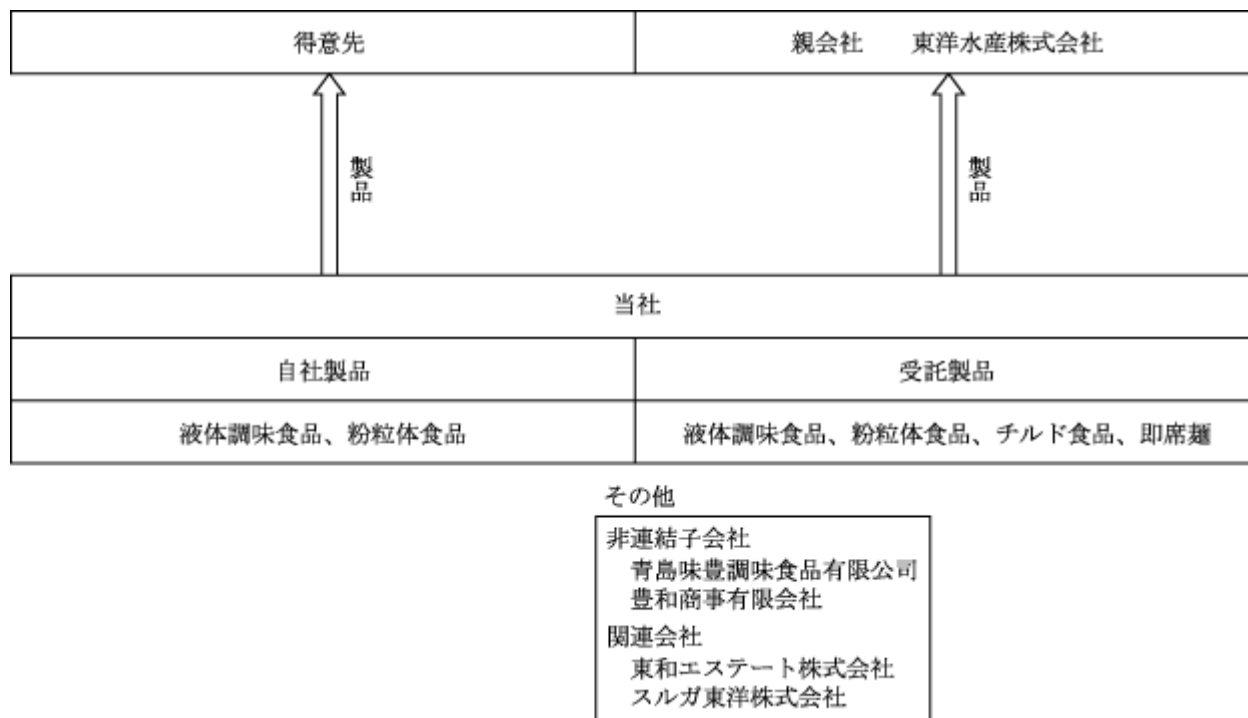 得意先
親会社　東洋水産株式会社
製品
製品
当社
自社製品
受託製品
液体調味食品、粉粒体食品
液体調味食品、粉粒体食品、チルド食品、即席麺
その他
非連結子会社
青島味豊調味食品有限公司
豊和商事有限会社
関連会社
東和エステート株式会社
スルガ東洋株式会社